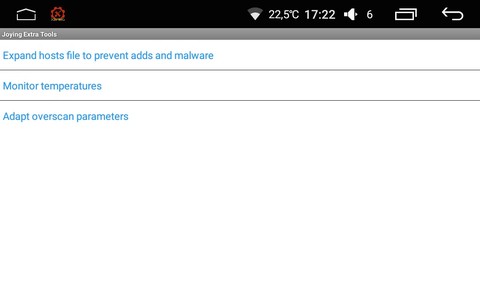 22,5℃ 17:22 6
Joying Extra Tools
Expand hosts file to prevent adds and malware
Monitor temperatures
Adapt overscan parameters